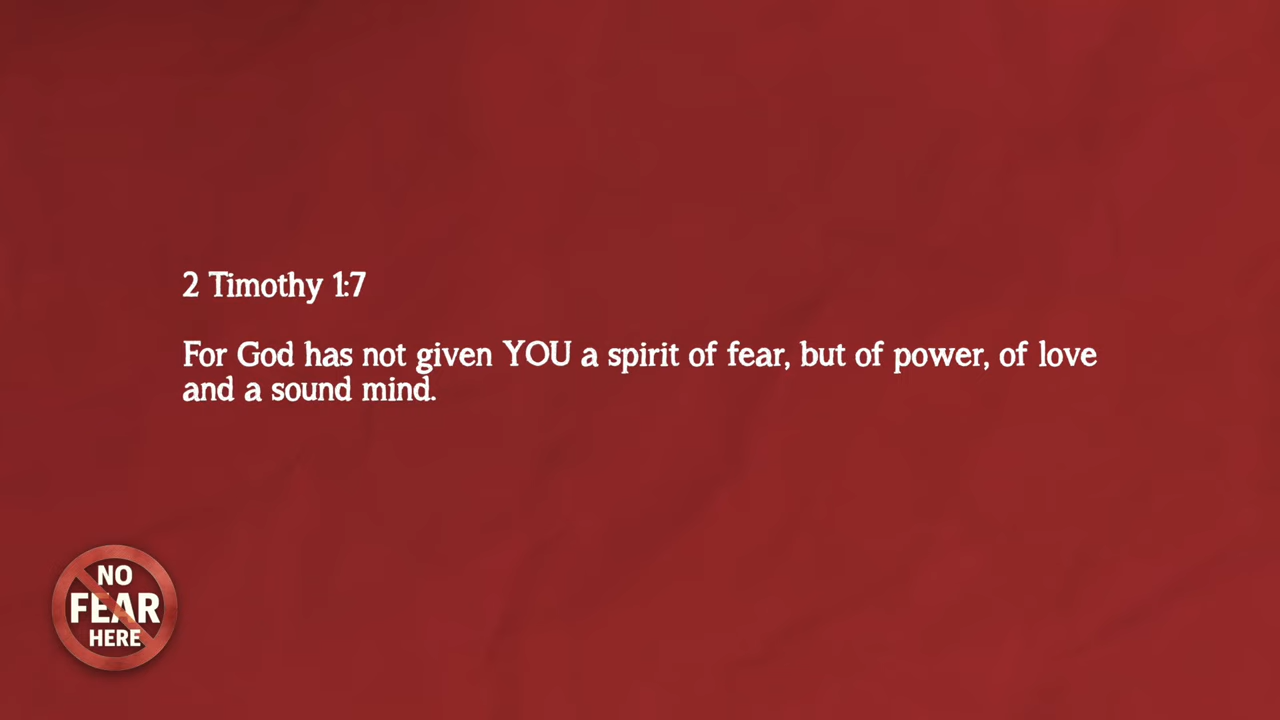 2 Timothy 1:7
For God has not given YOU a spirit of fear, but of power, of love
and a sound mind.
NO
FEAR
HERE